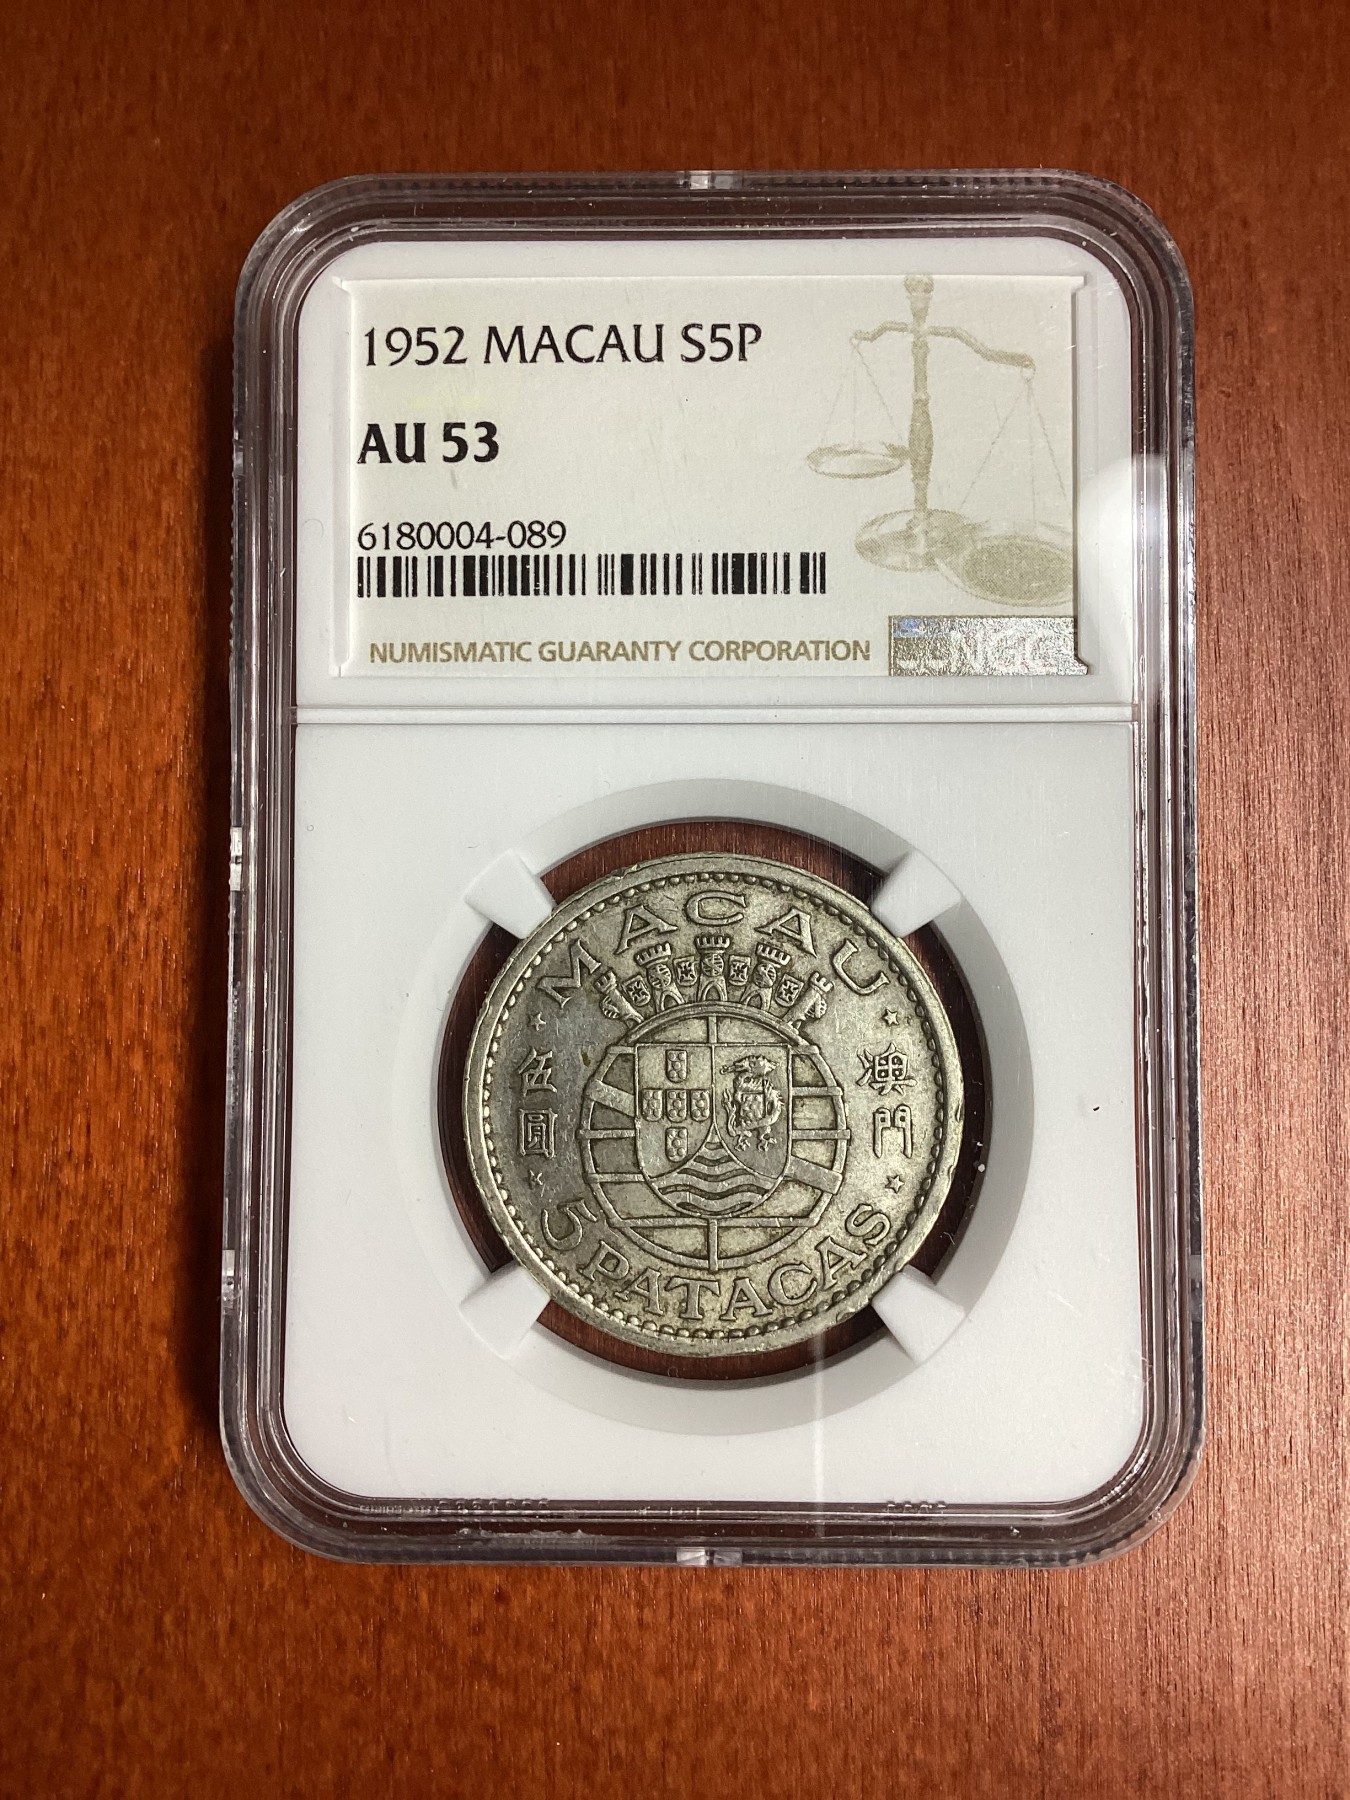 1952 MACAU S5P
AU 53
6180004-089
NUMISMATIC GUARANTY CORPORATION
NGC
MACAU
伍圓
澳門
5 PATACAS